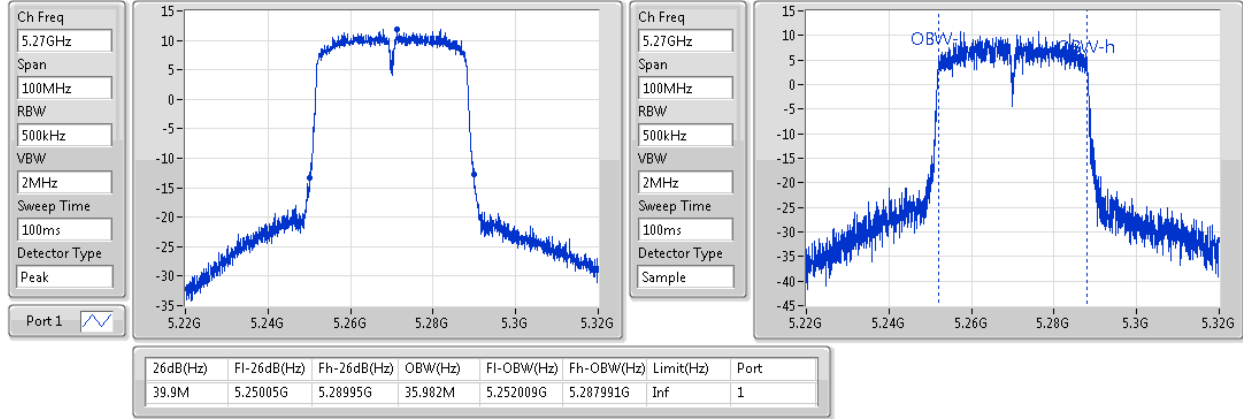 Ch Freq
5.27GHz
Span
100MHz
RBW
500kHz
VBW
2MHz
Sweep Time
100ms
Detector Type
Peak
Port 1
15
10
5
0
-5
-10
-15
-20
-25
-30
-35
5.22G 5.24G 5.26G 5.28G 5.3G 5.32G
Ch Freq
5.27GHz
Span
100MHz
RBW
500kHz
VBW
2MHz
Sweep Time
100ms
Detector Type
Sample
15
10
5
0
-5
-10
-15
-20
-25
-30
-35
-40
-45
OBW-l
OBW-h
5.22G 5.24G 5.26G 5.28G 5.3G 5.32G
26dB(Hz) Fl-26dB(Hz) Fh-26dB(Hz) OBW(Hz) Fl-OBW(Hz) Fh-OBW(Hz) Limit(Hz) Port
39.9M 5.25005G 5.28995G 35.982M 5.252009G 5.287991G Inf 1